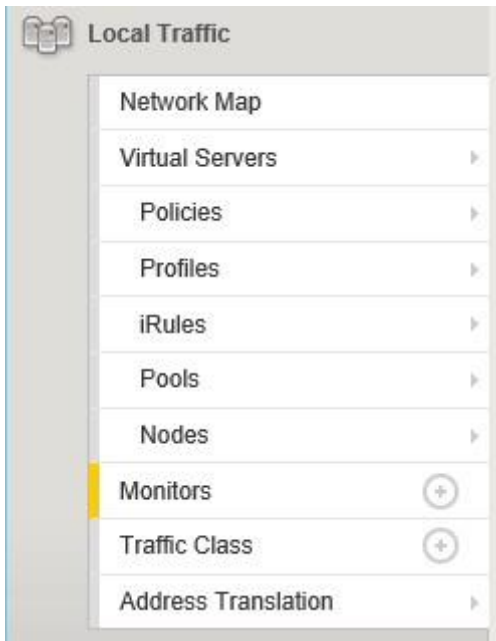 Local Traffic
Network Map
Virtual Servers
Policies
Profiles
iRules
Pools
Nodes
Monitors
Traffic Class
Address Translation